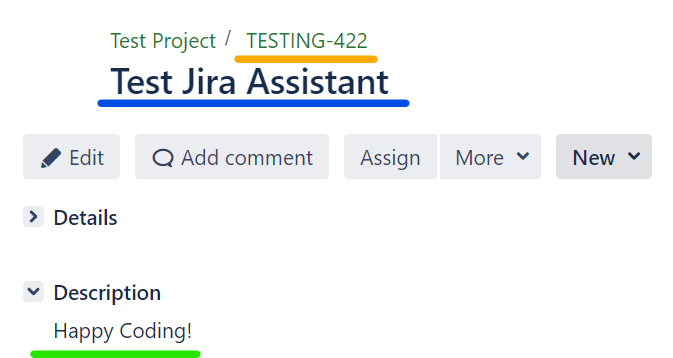 Test Project / TESTING-422
Test Jira Assistant
Edit Add comment Assign More New
Details
Description
Happy Coding!